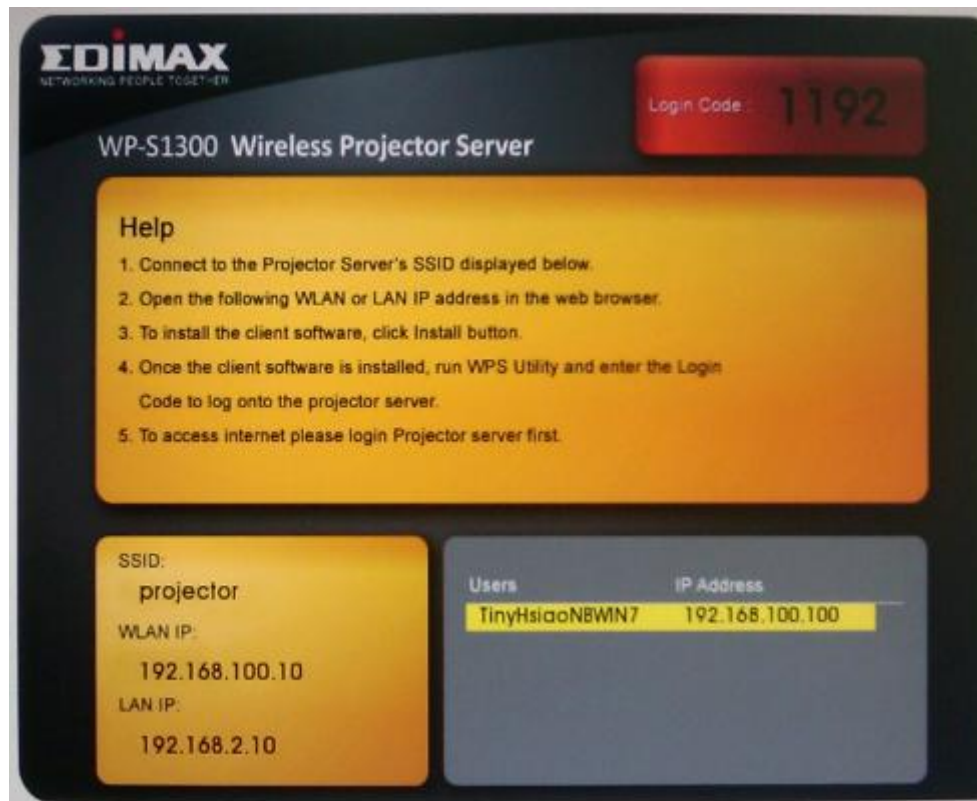 EDIMAX
NETWORKING PEOPLE TOGETHER
Login Code : 1192
WP-S1300 Wireless Projector Server
Help
1. Connect to the Projector Server's SSID displayed below.
2. Open the following WLAN or LAN IP address in the web browser.
3. To install the client software, click Install button.
4. Once the client software is installed, run WPS Utility and enter the Login
Code to log onto the projector server.
5. To access internet please login Projector server first.
SSID:
projector
WLAN IP:
192.168.100.10
LAN IP:
192.168.2.10
Users IP Address
TinyHsiaoNBWIN7 192.168.100.100